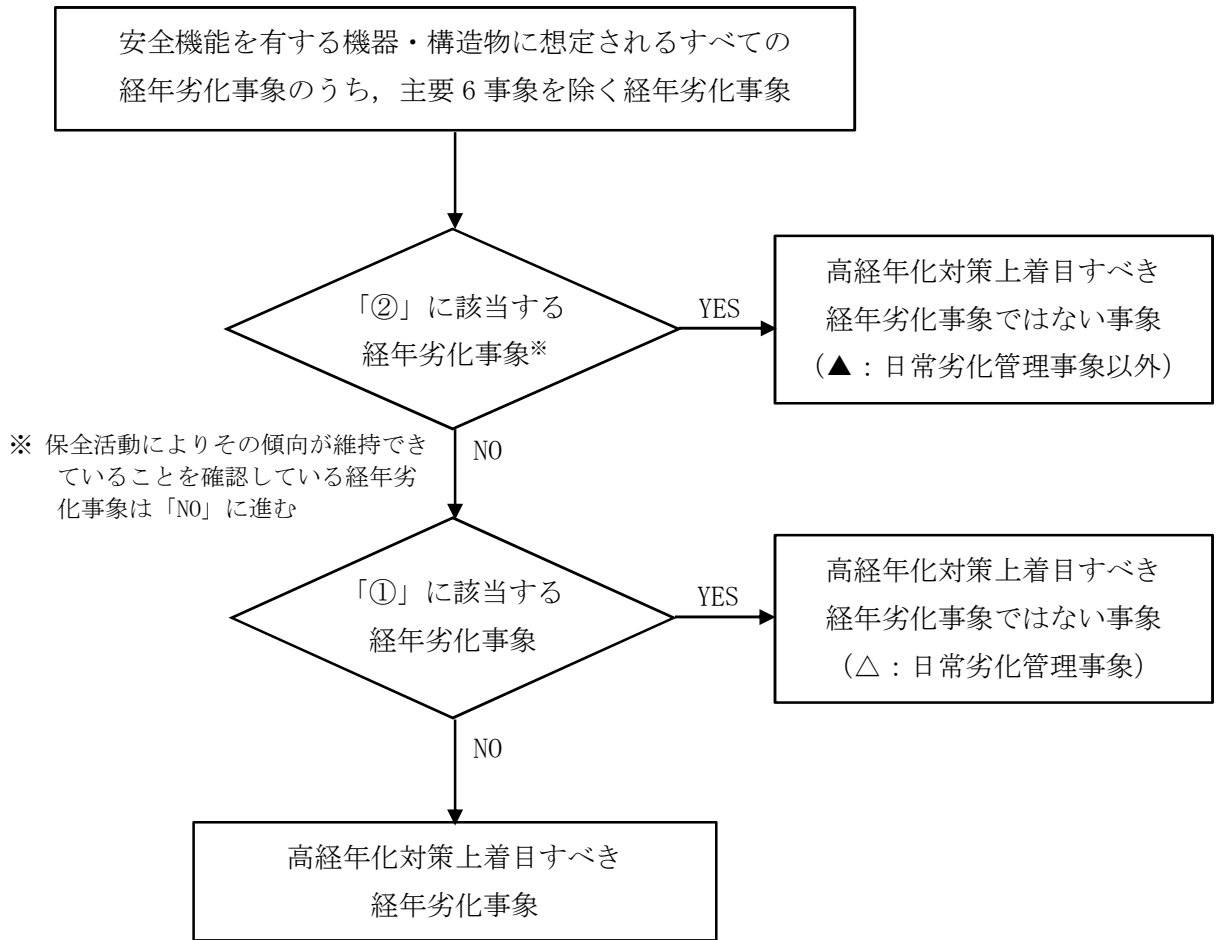 安全機能を有する機器・構造物に想定されるすべての
経年劣化事象のうち，主要6事象を除く経年劣化事象
「②」に該当する
経年劣化事象※
YES
高経年化対策上着目すべき
経年劣化事象ではない事象
（▲：日常劣化管理事象以外）
※ 保全活動によりその傾向が維持でき
ていることを確認している経年劣
化事象は「NO」に進む
NO
「①」に該当する
経年劣化事象
YES
高経年化対策上着目すべき
経年劣化事象ではない事象
（△：日常劣化管理事象）
NO
高経年化対策上着目すべき
経年劣化事象